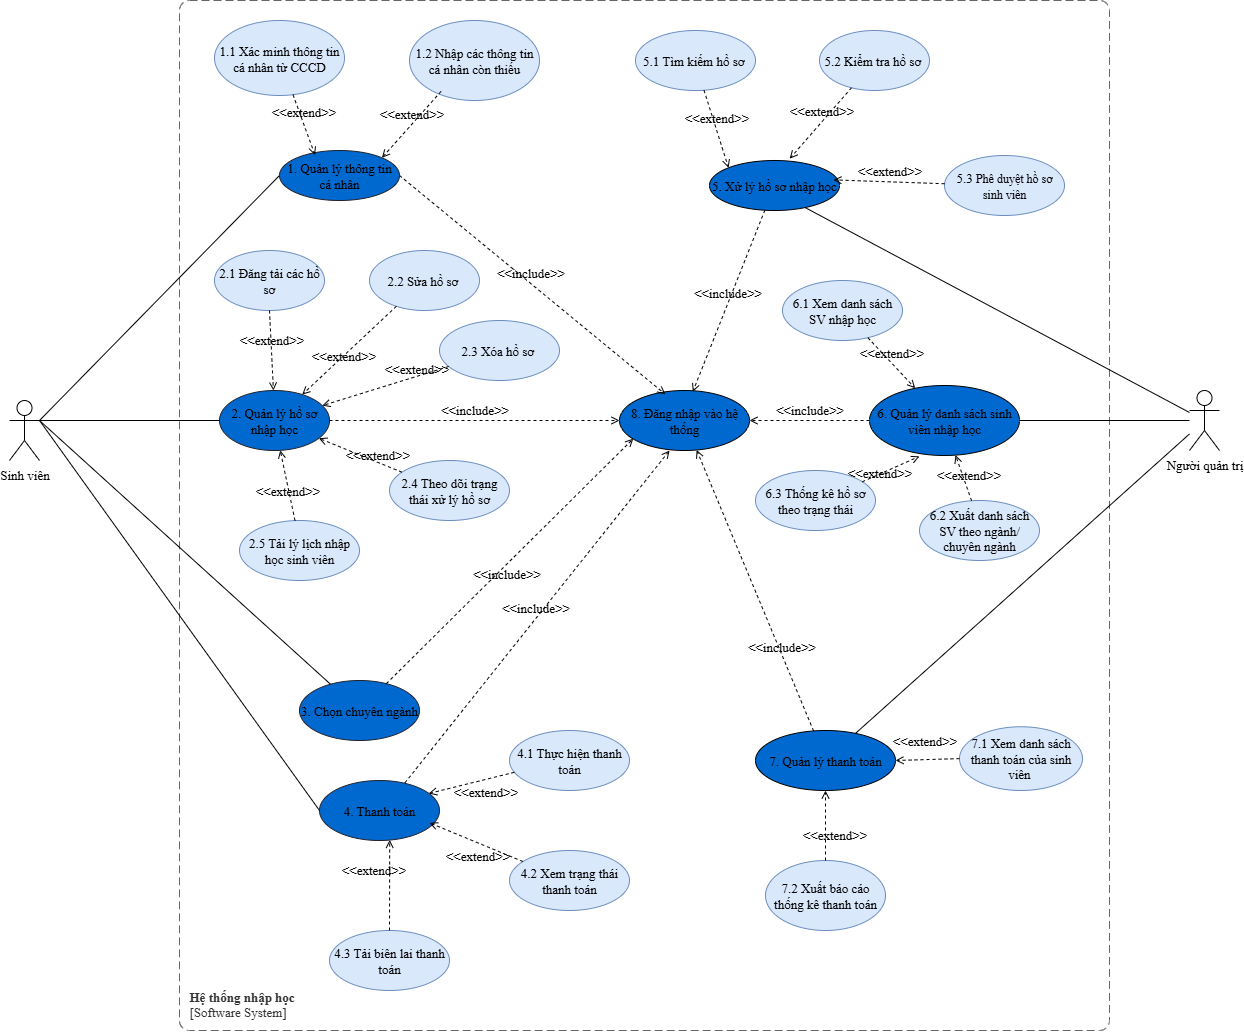 1.1 Xác minh thông tin
cá nhân từ CCCD
1.2 Nhập các thông tin
cá nhân còn thiếu
5.1 Tìm kiếm hồ sơ
5.2 Kiểm tra hồ sơ
<<extend>>
<<extend>>
<<extend>>
<<extend>>
1. Quản lý thông tin
cá nhân
5. Xử lý hồ sơ nhập học
<<extend>>
5.3 Phê duyệt hồ sơ
sinh viên
2.1 Đăng tải các hồ
sơ
2.2 Sửa hồ sơ
<<include>>
<<include>>
6.1 Xem danh sách
SV nhập học
<<extend>>
<<extend>>
2.3 Xóa hồ sơ
<<extend>>
<<extend>>
2. Quản lý hồ sơ
nhập học
<<include>>
8. Đăng nhập vào hệ
thống
<<include>>
6. Quản lý danh sách sinh
viên nhập học
Sinh viên
Người quản trị
<<extend>>
2.4 Theo dõi trạng
thái xử lý hồ sơ
<<extend>>
<<extend>>
<<extend>>
6.3 Thống kê hồ sơ
theo trạng thái
6.2 Xuất danh sách
SV theo ngành/
chuyên ngành
2.5 Tải lý lịch nhập
học sinh viên
<<include>>
<<include>>
<<include>>
3. Chọn chuyên ngành
4.1 Thực hiện thanh
toán
<<extend>>
7. Quản lý thanh toán
<<extend>>
7.1 Xem danh sách
thanh toán của sinh
viên
4. Thanh toán
<<extend>>
<<extend>>
4.2 Xem trạng thái
thanh toán
<<extend>>
<<extend>>
7.2 Xuất báo cáo
thống kê thanh toán
4.3 Tải biên lai thanh
toán
Hệ thống nhập học
[Software System]